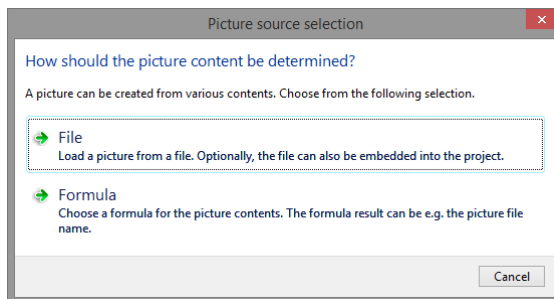 Picture source selection
How should the picture content be determined?
A picture can be created from various contents. Choose from the following selection.
File
Load a picture from a file. Optionally, the file can also be embedded into the project.
Formula
Choose a formula for the picture contents. The formula result can be e.g. the picture file
name.
Cancel